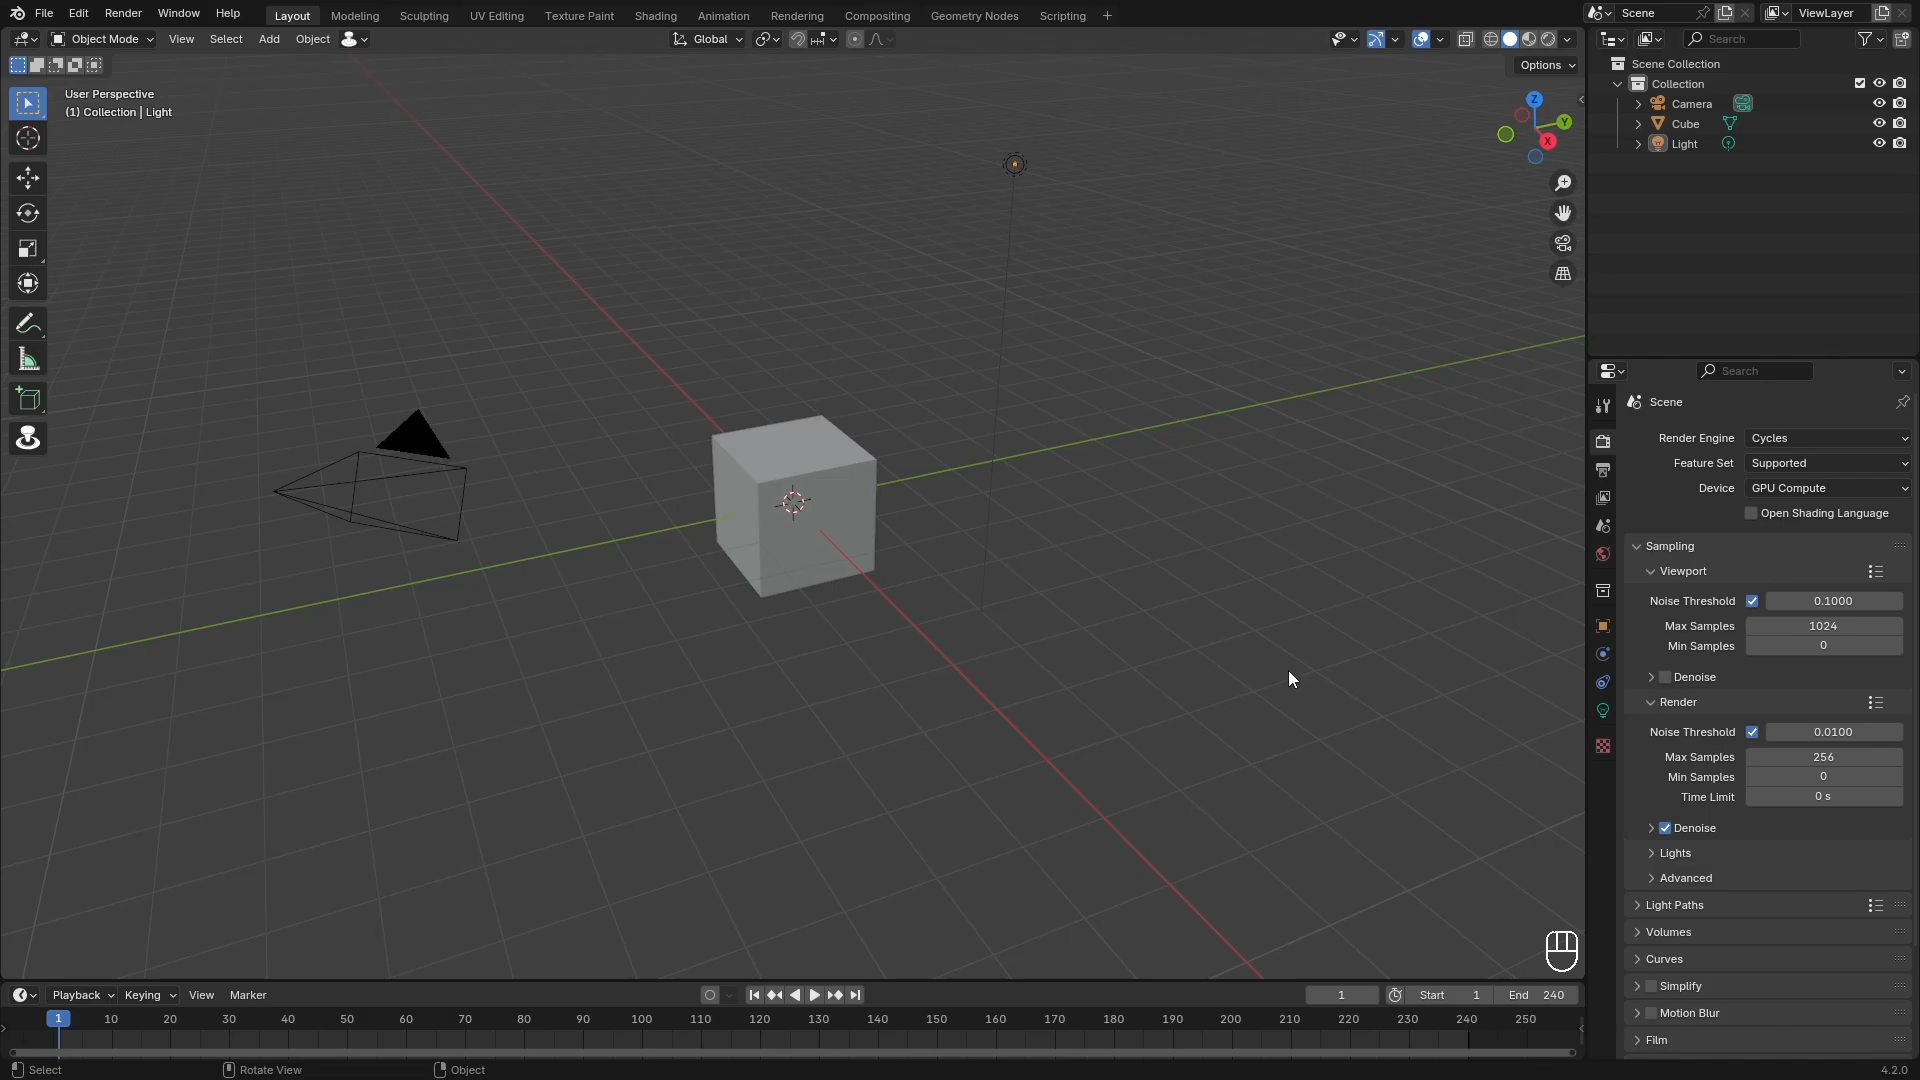 File Edit Render Window Help Layout Modeling Sculpting UV Editing Texture Paint Shading Animation Rendering Compositing Geometry Nodes Scripting + Scene ViewLayer
Object Mode View Select Add Object Global Search
Options
User Perspective
(1) Collection | Light
Z
Y
X
Scene Collection
Collection
Camera
Cube
Light
Search
Scene
Render Engine Cycles
Feature Set Supported
Device GPU Compute
Open Shading Language
Sampling
Viewport
Noise Threshold 0.1000
Max Samples 1024
Min Samples 0
Denoise
Render
Noise Threshold 0.0100
Max Samples 256
Min Samples 0
Time Limit 0 s
Denoise
Lights
Advanced
Light Paths
Volumes
Curves
Simplify
Motion Blur
Film
Playback Keying View Marker 1 Start 1 End 240
1 10 20 30 40 50 60 70 80 90 100 110 120 130 140 150 160 170 180 190 200 210 220 230 240 250
Select Rotate View Object 4.2.0